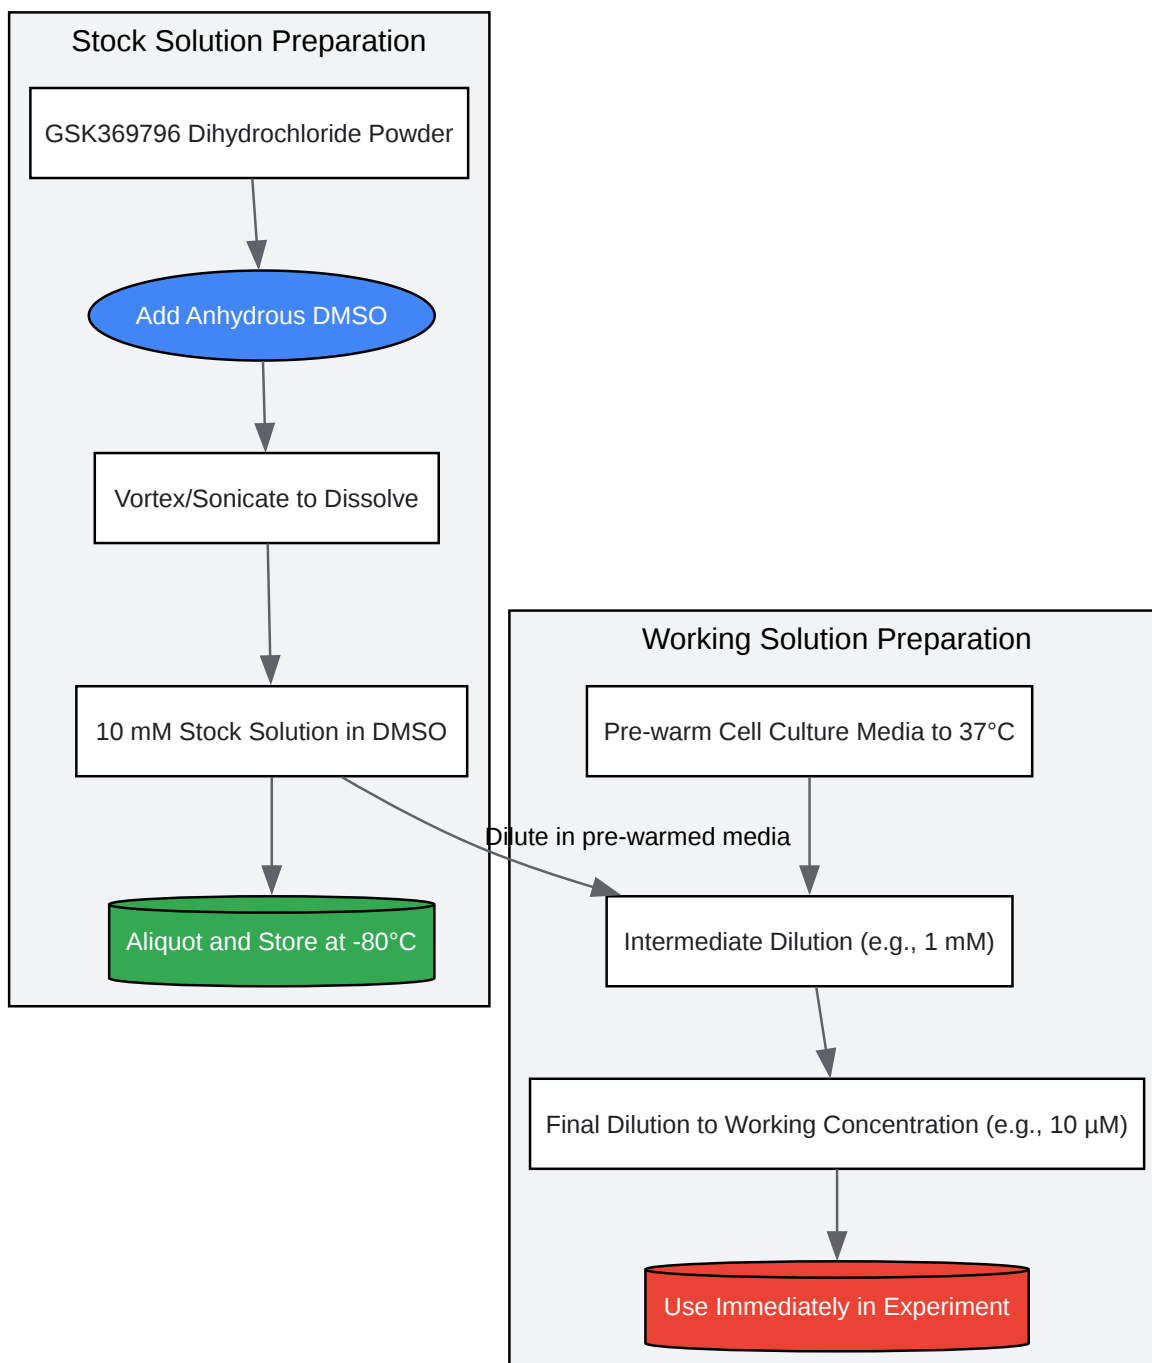 Stock Solution Preparation
GSK369796 Dihydrochloride Powder
Add Anhydrous DMSO
Vortex/Sonicate to Dissolve
10 mM Stock Solution in DMSO
Aliquot and Store at -80°C
Dilute in pre-warmed media
Working Solution Preparation
Pre-warm Cell Culture Media to 37°C
Intermediate Dilution (e.g., 1 mM)
Final Dilution to Working Concentration (e.g., 10 µM)
Use Immediately in Experiment